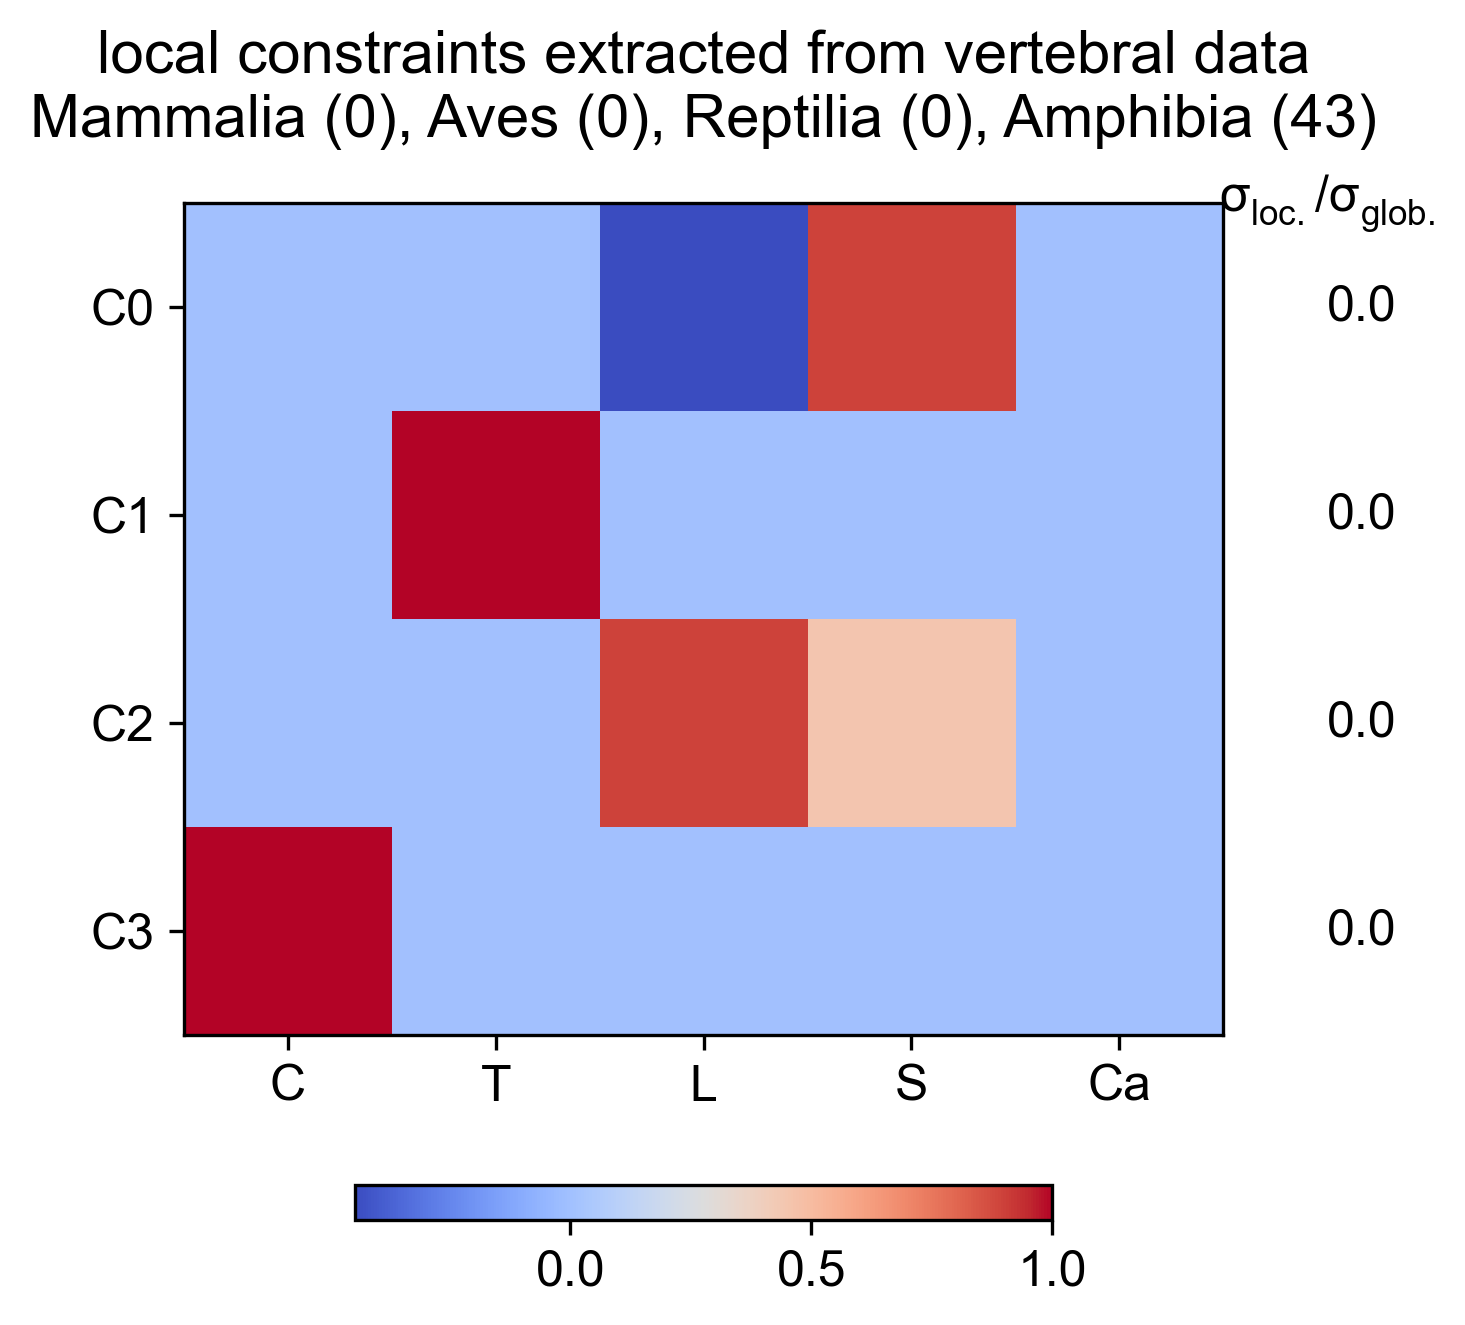 local constraints extracted from vertebral data
Mammalia (0), Aves (0), Reptilia (0), Amphibia (43)
σloc. /σglob.
C0 0.0
C1 0.0
C2 0.0
C3 0.0
C T L S Ca
0.0 0.5 1.0